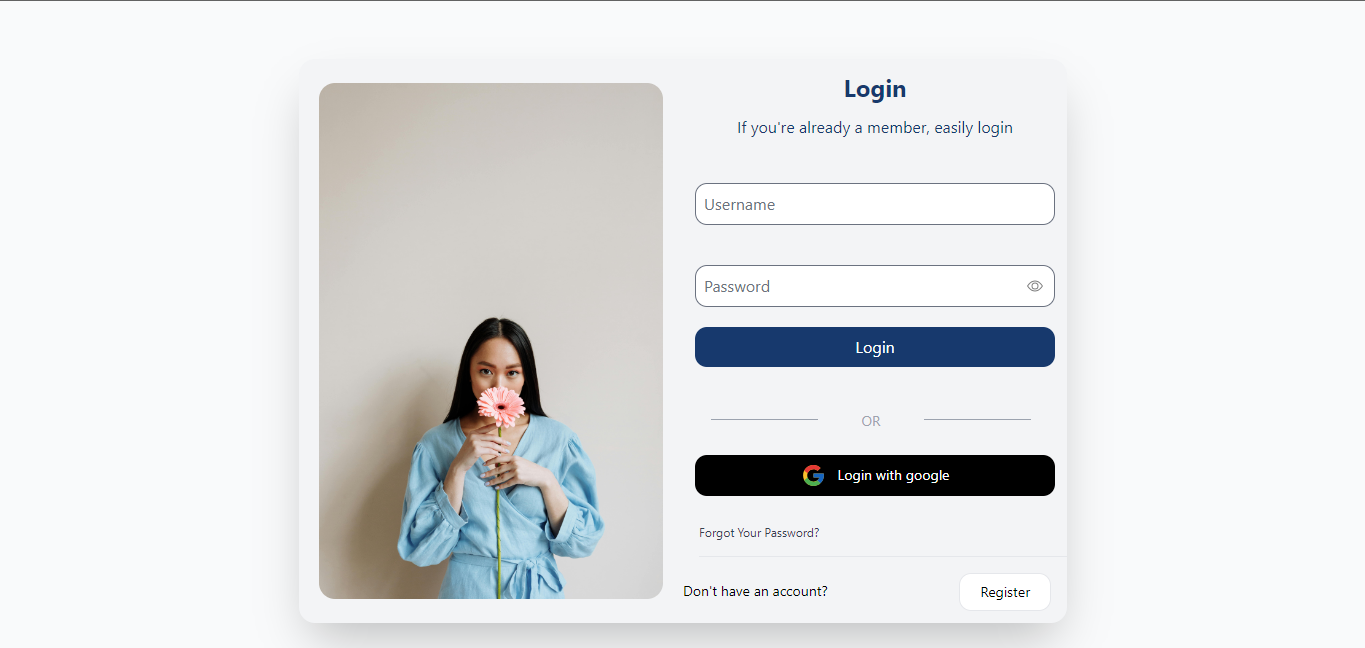 Login
If you're already a member, easily login
Username
Password
Login
OR
Login with google
Forgot Your Password?
Don't have an account?
Register